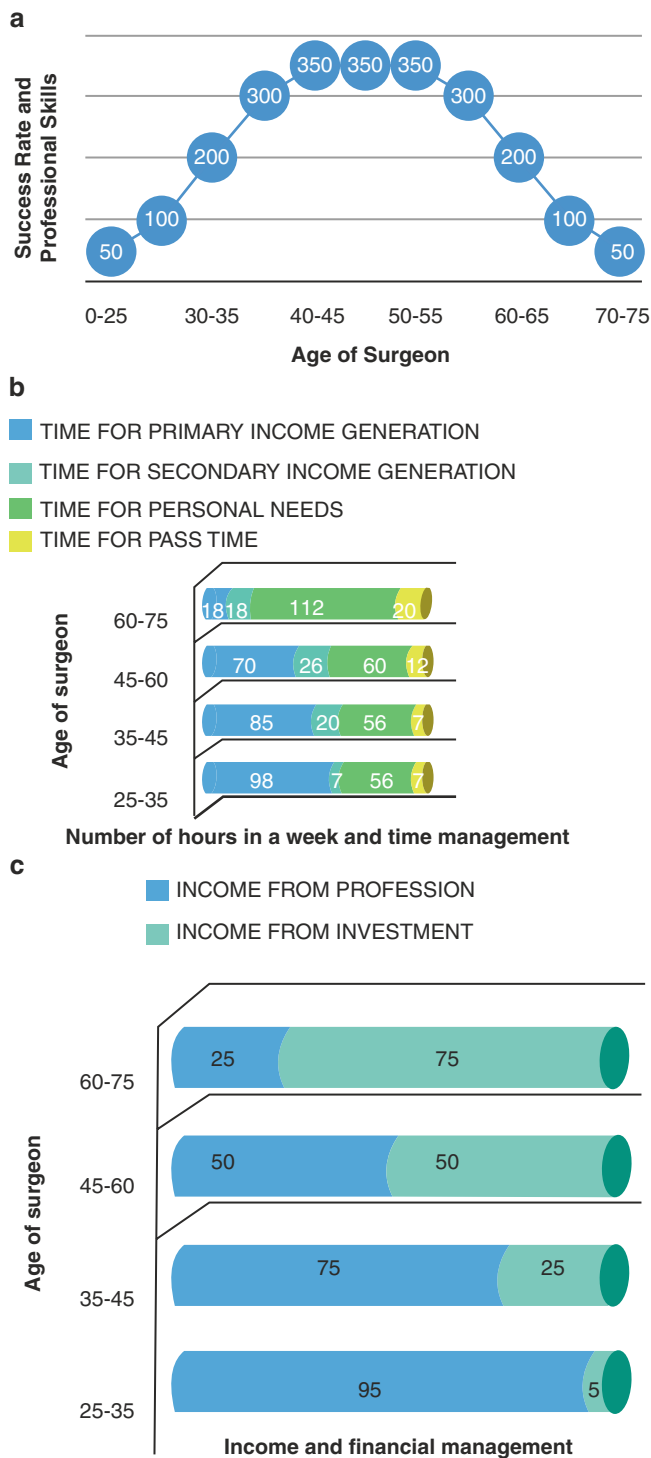 a
Success Rate and
Professional Skills
350 350 350
300 300
200 200
100 100
50 50
0-25 30-35 40-45 50-55 60-65 70-75
Age of Surgeon
b
TIME FOR PRIMARY INCOME GENERATION
TIME FOR SECONDARY INCOME GENERATION
TIME FOR PERSONAL NEEDS
TIME FOR PASS TIME
Age of surgeon
60-75 18 18 112 20
45-60 70 26 60 12
35-45 85 20 56 7
25-35 98 7 56 7
Number of hours in a week and time management
c
INCOME FROM PROFESSION
INCOME FROM INVESTMENT
Age of surgeon
60-75 25 75
45-60 50 50
35-45 75 25
25-35 95 5
Income and financial management